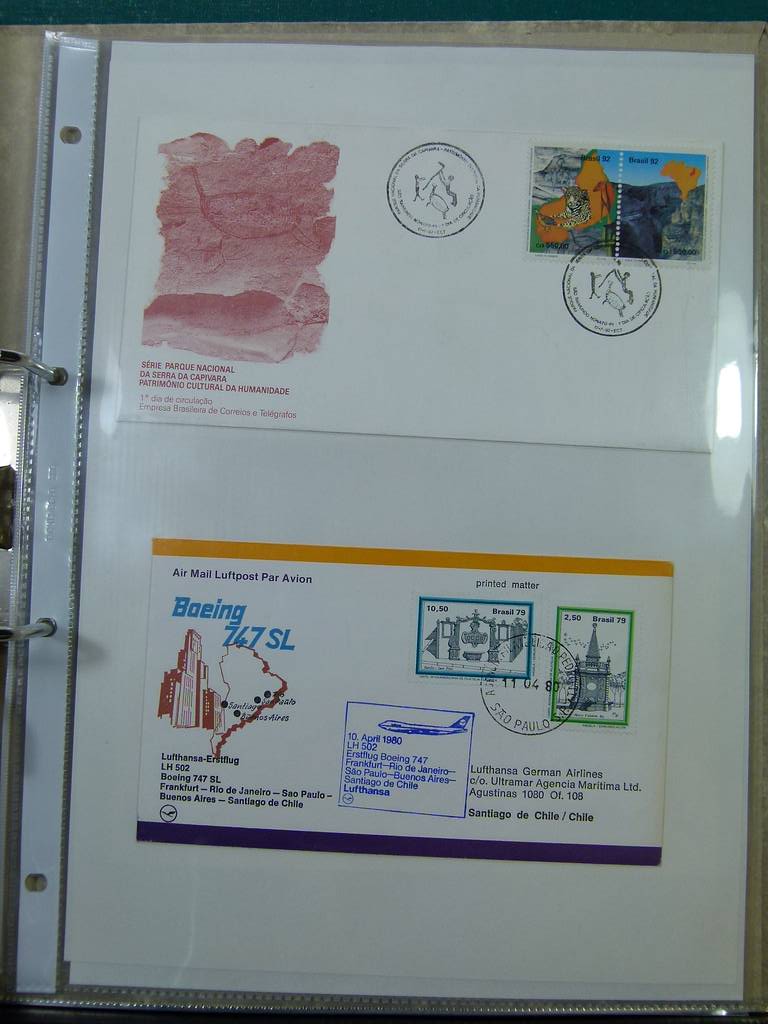 Brasil 92
Brasil 92
SÉRIE PARQUE NACIONAL
DA SERRA DA CAPIVARA
PATRIMÔNIO CULTURAL DA HUMANIDADE
1º dia de circulação
Empresa Brasileira de Correios e Telégrafos
Air Mail Luftpost Par Avion
printed matter
Boeing
747 SL
10,50 Brasil 79
2,50 Brasil 79
11 04 80
SÃO PAULO
São Paulo
Santiago
Buenos Aires
Lufthansa-Erstflug
LH 502
Boeing 747 SL
Frankfurt – Rio de Janeiro – Sao Paulo –
Buenos Aires – Santiago de Chile
10. April 1980
LH 502
Erstflug Boeing 747
Frankfurt–Rio de Janeiro–
São Paulo–Buenos Aires–
Santiago de Chile
Lufthansa
Lufthansa German Airlines
c/o. Ultramar Agencia Marítima Ltd.
Agustinas 1080 Of. 108
Santiago de Chile / Chile